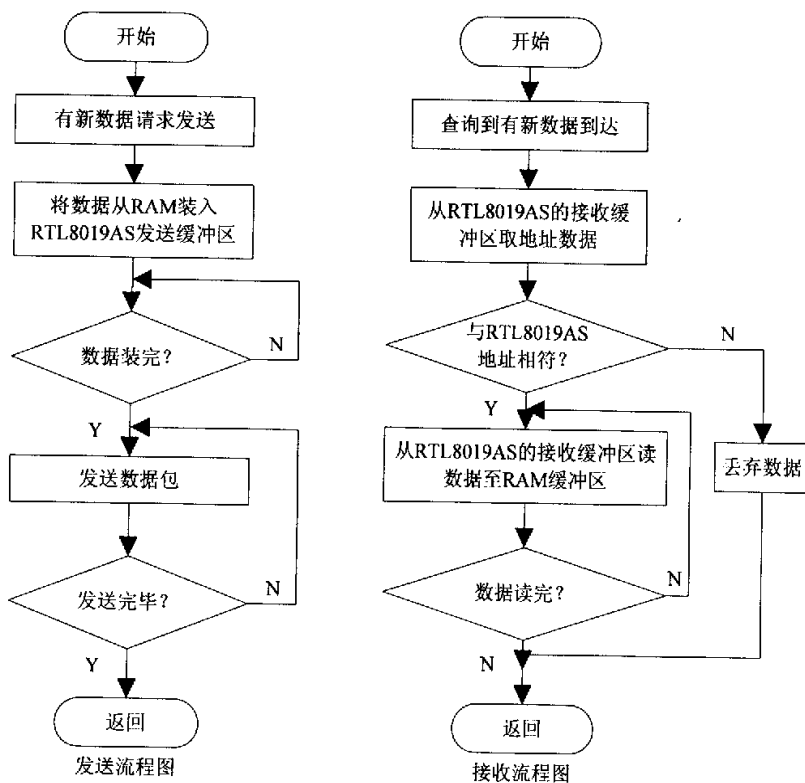 开始
有新数据请求发送
将数据从RAM装入
RTL8019AS发送缓冲区
N
数据装完?
Y
发送数据包
N
发送完毕?
Y
返回
发送流程图
开始
查询到有新数据到达
从RTL8019AS的接收缓
冲区取地址数据
与RTL8019AS
地址相符?
N
Y
从RTL8019AS的接收缓冲区读
数据至RAM缓冲区
丢弃数据
N
数据读完?
N
返回
接收流程图